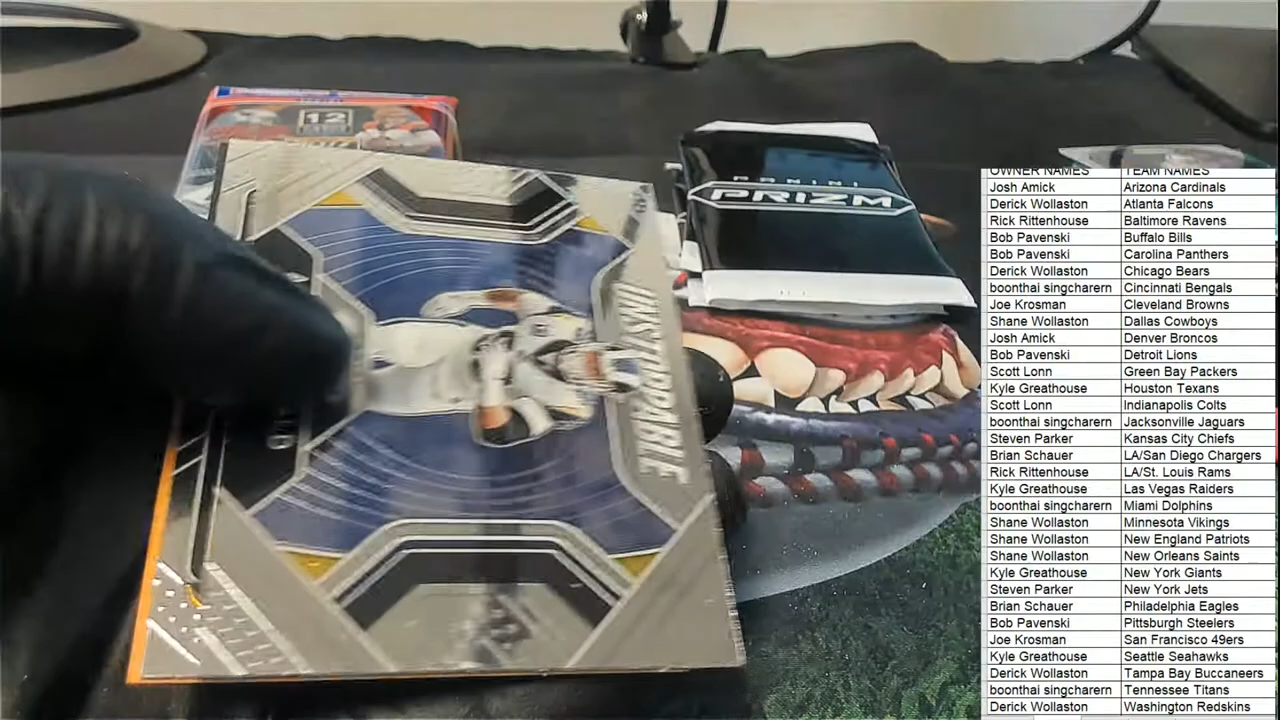 12
PANINI
PRIZM
INSTOPPABLE
OWNER NAMES TEAM NAMES
Josh Amick Arizona Cardinals
Derick Wollaston Atlanta Falcons
Rick Rittenhouse Baltimore Ravens
Bob Pavenski Buffalo Bills
Bob Pavenski Carolina Panthers
Derick Wollaston Chicago Bears
boonthai singcharern Cincinnati Bengals
Joe Krosman Cleveland Browns
Shane Wollaston Dallas Cowboys
Josh Amick Denver Broncos
Bob Pavenski Detroit Lions
Scott Lonn Green Bay Packers
Kyle Greathouse Houston Texans
Scott Lonn Indianapolis Colts
boonthai singcharern Jacksonville Jaguars
Steven Parker Kansas City Chiefs
Brian Schauer LA/San Diego Chargers
Rick Rittenhouse LA/St. Louis Rams
Kyle Greathouse Las Vegas Raiders
boonthai singcharern Miami Dolphins
Shane Wollaston Minnesota Vikings
Shane Wollaston New England Patriots
Shane Wollaston New Orleans Saints
Kyle Greathouse New York Giants
Steven Parker New York Jets
Brian Schauer Philadelphia Eagles
Bob Pavenski Pittsburgh Steelers
Joe Krosman San Francisco 49ers
Kyle Greathouse Seattle Seahawks
Derick Wollaston Tampa Bay Buccaneers
boonthai singcharern Tennessee Titans
Derick Wollaston Washington Redskins